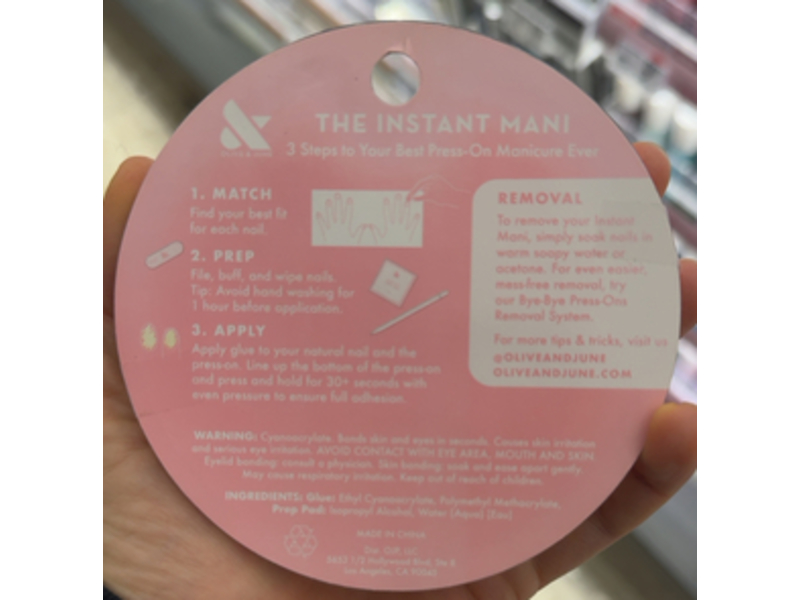 THE INSTANT MANI
3 Steps to Your Best Press-On Manicure Ever
1. MATCH
Find your best fit
for each nail.
2. PREP
File, buff, and wipe nails.
Tip: Avoid hand washing for
1 hour before application.
3. APPLY
Apply glue to your natural nail and the
press-on. Line up the bottom of the press-on
and press and hold for 30+ seconds with
even pressure to ensure full adhesion.
REMOVAL
To remove your Instant
Mani, simply soak nails in
warm soapy water or
acetone. For even easier,
mess-free removal, try
our Bye-Bye Press-Ons
Removal System.
For more tips & tricks, visit us
@OLIVEANDJUNE
OLIVEANDJUNE.COM
WARNING: Cyanoacrylate. Bonds skin and eyes in seconds. Causes skin irritation
and serious eye irritation. AVOID CONTACT WITH EYE AREA, MOUTH AND SKIN.
Eyelid bonding: consult a physician. Skin bonding: soak and ease apart gently.
May cause respiratory irritation. Keep out of reach of children.
INGREDIENTS: Glue: Ethyl Cyanoacrylate, Polymethyl Methacrylate,
Prep Pad: Isopropyl Alcohol, Water (Aqua) (Eau)
MADE IN CHINA
Hollywood Blvd, Ste
Los Angeles, CA